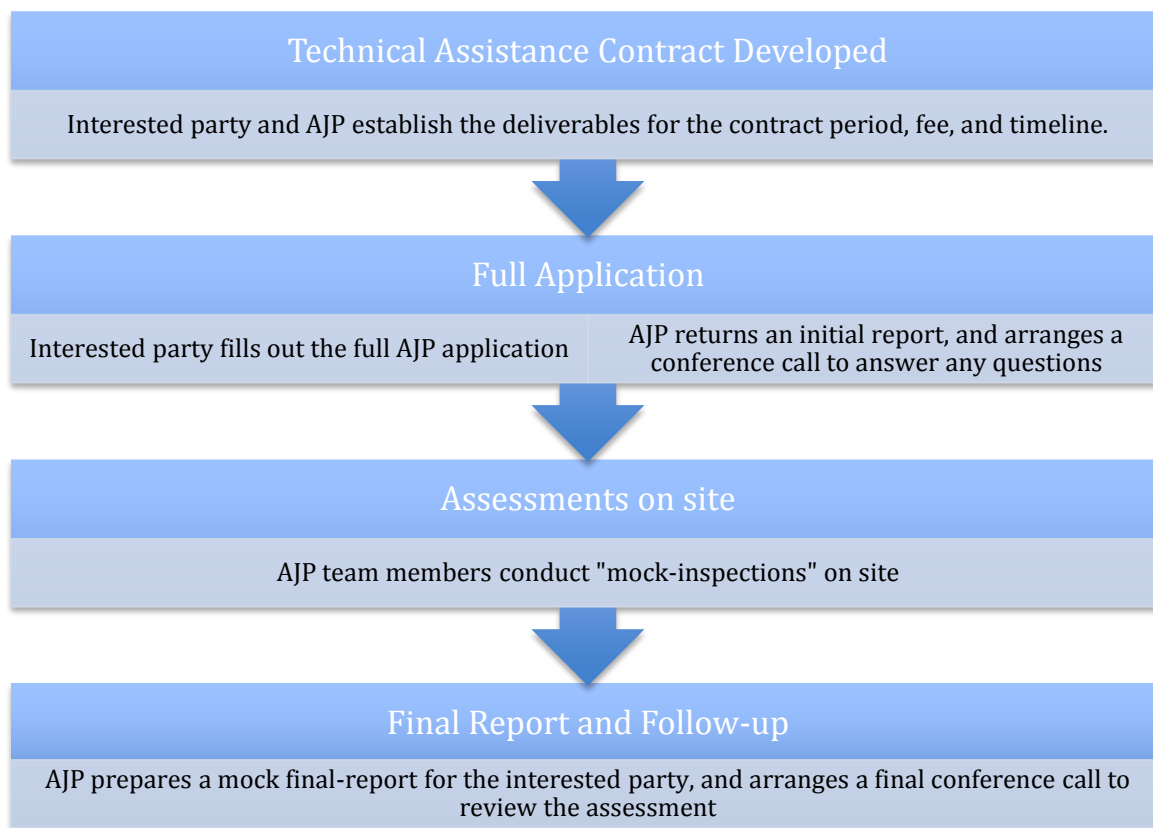 Technical Assistance Contract Developed
Interested party and AJP establish the deliverables for the contract period, fee, and timeline.
Full Application
Interested party fills out the full AJP application
AJP returns an initial report, and arranges a
conference call to answer any questions
Assessments on site
AJP team members conduct "mock-inspections" on site
Final Report and Follow-up
AJP prepares a mock final-report for the interested party, and arranges a final conference call to
review the assessment